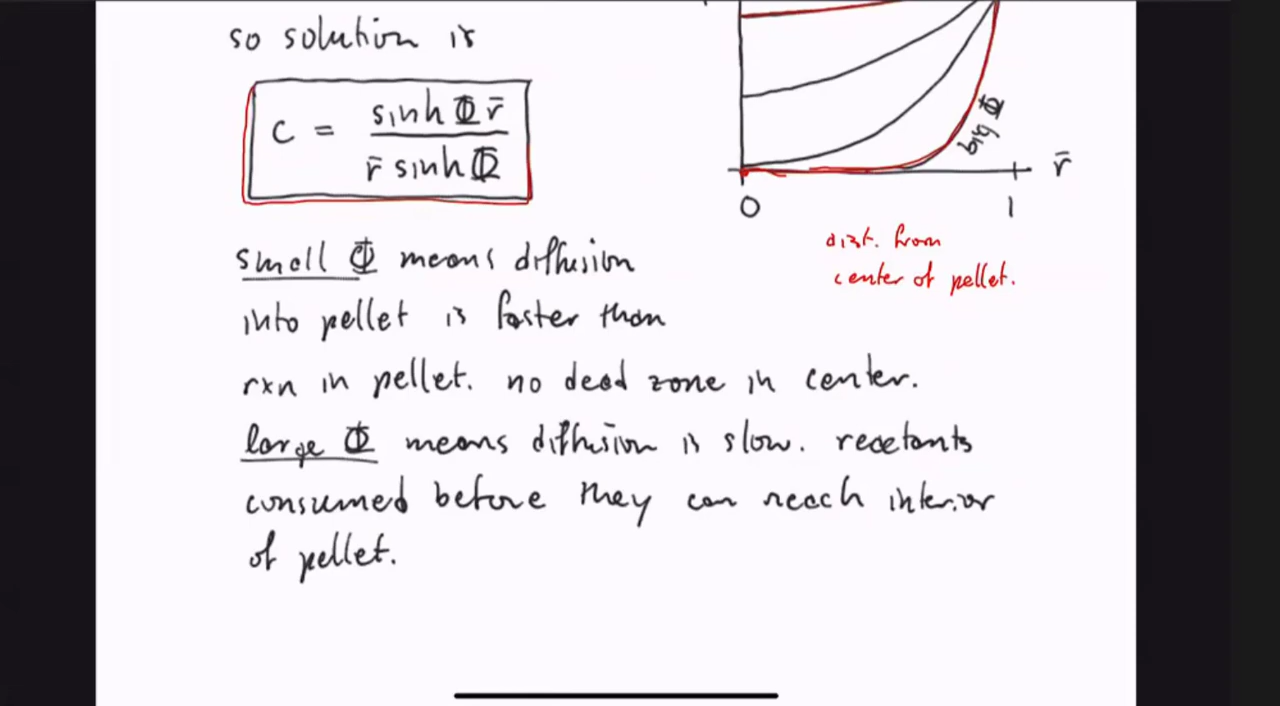 so solution is
C = sinh Φ r̄ / r̄ sinh Φ
big Φ
r̄
0 1
dist. from
center of pellet.
small Φ means diffusion
into pellet is faster than
rxn in pellet. no dead zone in center.
large Φ means diffusion is slow. reactants
consumed before they can reach interior
of pellet.